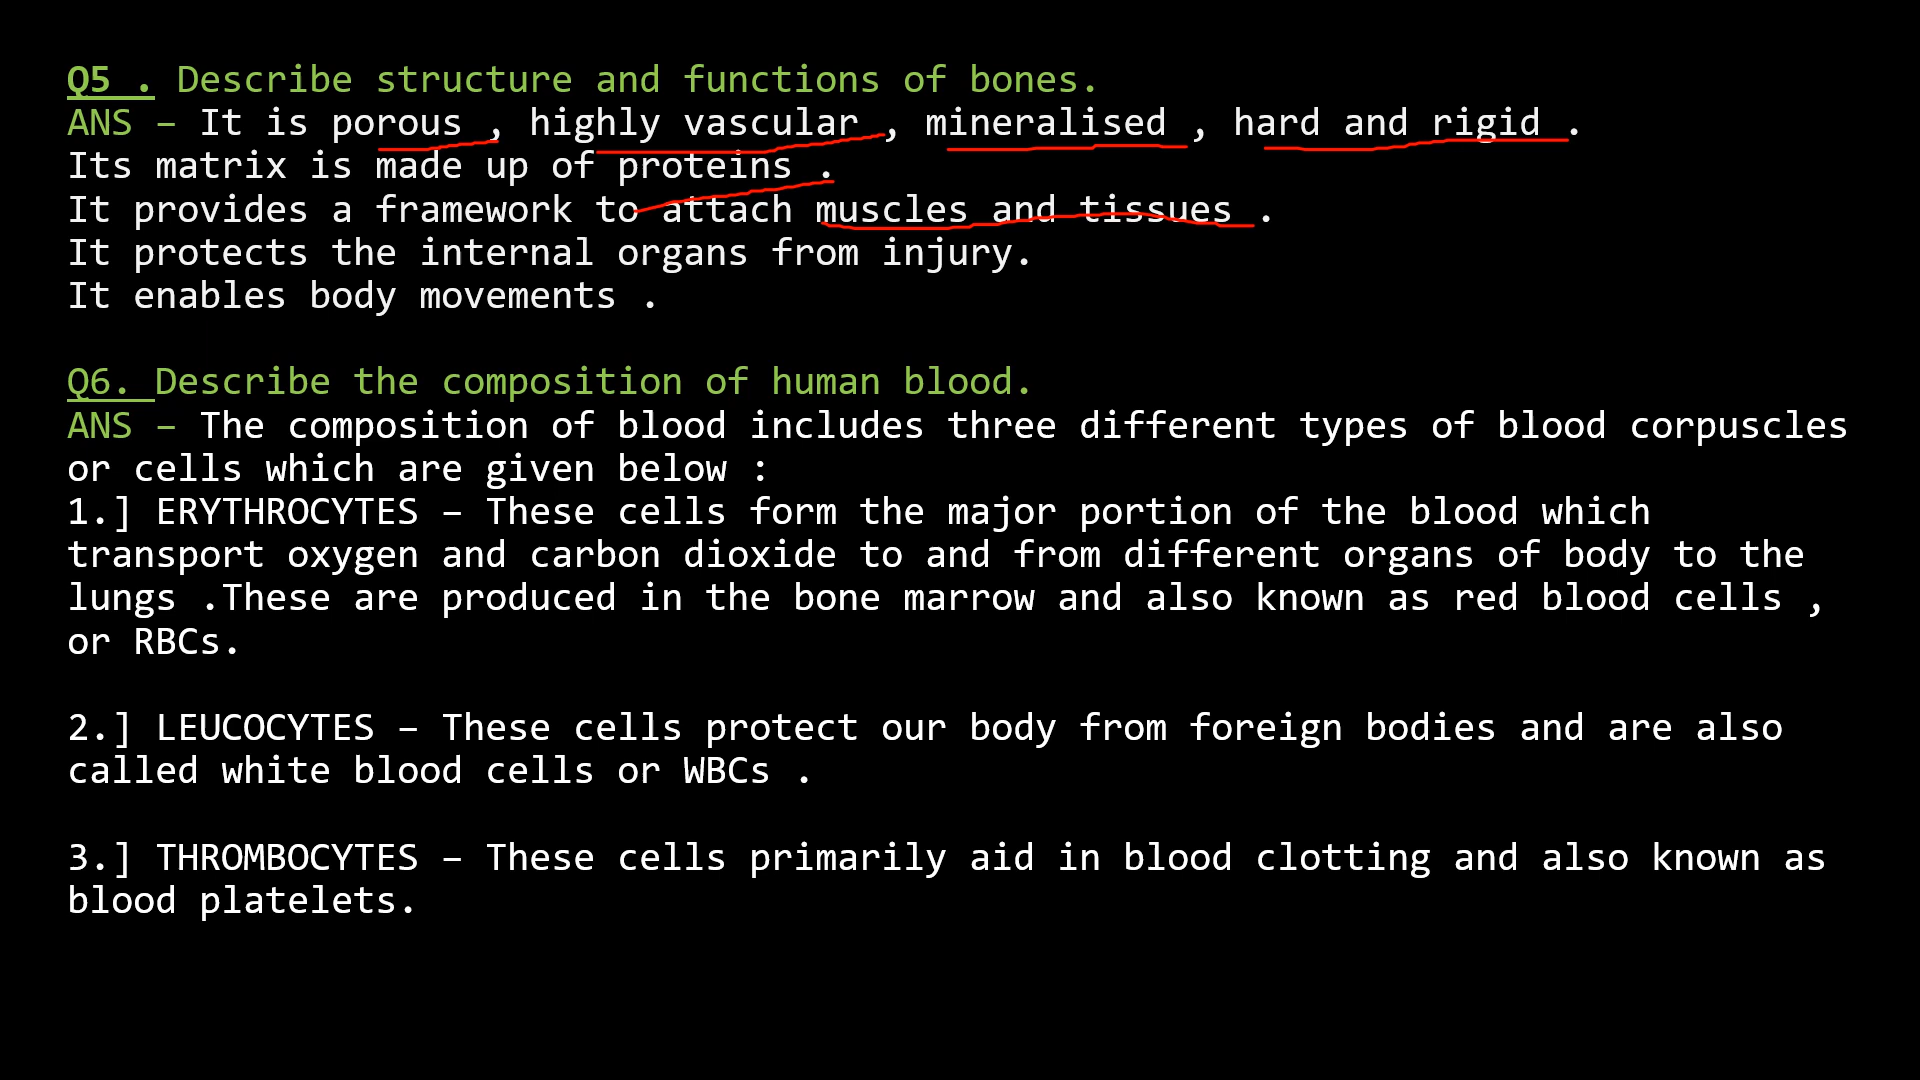 Q5 . Describe structure and functions of bones.
ANS – It is porous , highly vascular , mineralised , hard and rigid .
Its matrix is made up of proteins .
It provides a framework to attach muscles and tissues .
It protects the internal organs from injury.
It enables body movements .
Q6. Describe the composition of human blood.
ANS – The composition of blood includes three different types of blood corpuscles
or cells which are given below :
1.] ERYTHROCYTES – These cells form the major portion of the blood which
transport oxygen and carbon dioxide to and from different organs of body to the
lungs .These are produced in the bone marrow and also known as red blood cells ,
or RBCs.
2.] LEUCOCYTES – These cells protect our body from foreign bodies and are also
called white blood cells or WBCs .
3.] THROMBOCYTES – These cells primarily aid in blood clotting and also known as
blood platelets.